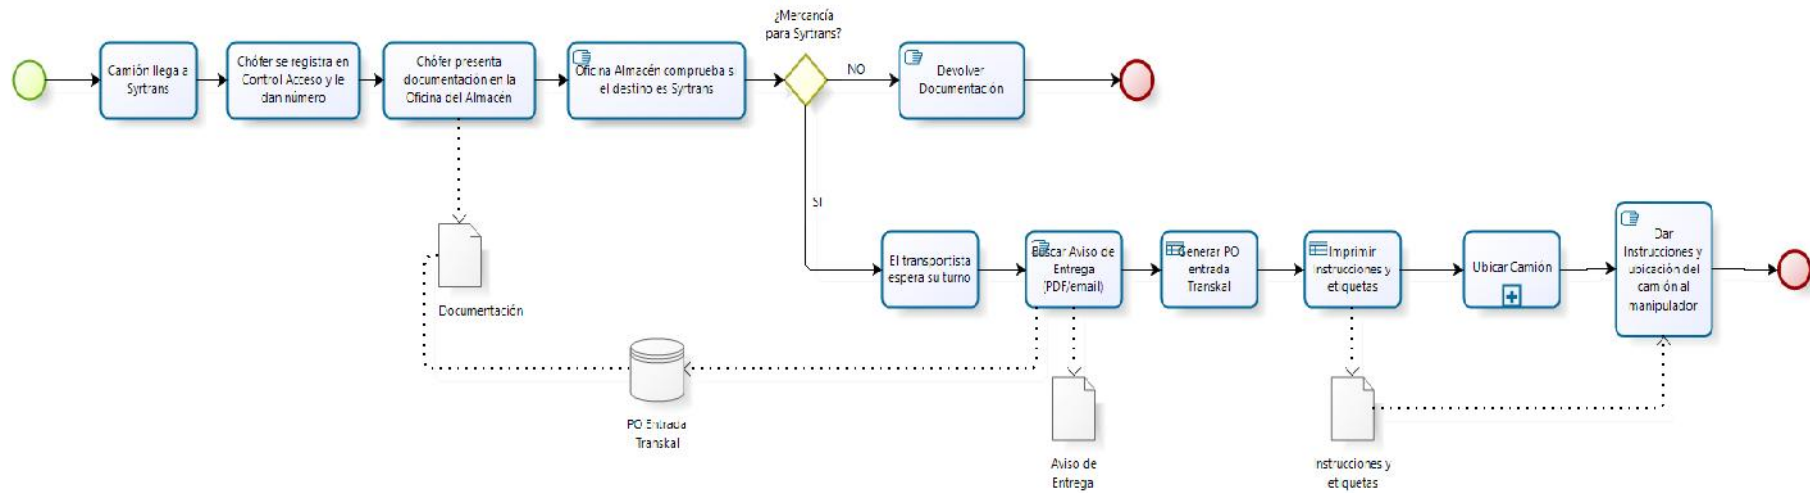 ¿Mercancía
para Syrtrans?
Camión llega a
Syrtrans
Chófer se registra en
Control Acceso y le
dan número
Chófer presenta
documentación en la
Oficina del Almacén
Oficina Almacén comprueba s
el destino es Syrtrans
NO
Devolver
Documentación
SI
El transportista
espera su turno
Buscar Aviso de
Entrega
(PDF/email)
Generar PO
entrada
Transkal
Imprimir
instrucciones y
etiquetas
Ubicar Camión
Dar
Instrucciones y
ubicación del
camión al
manipulador
Documentación
PO Entrada
Transkal
Aviso de
Entrega
nstrucciones y
etiquetas